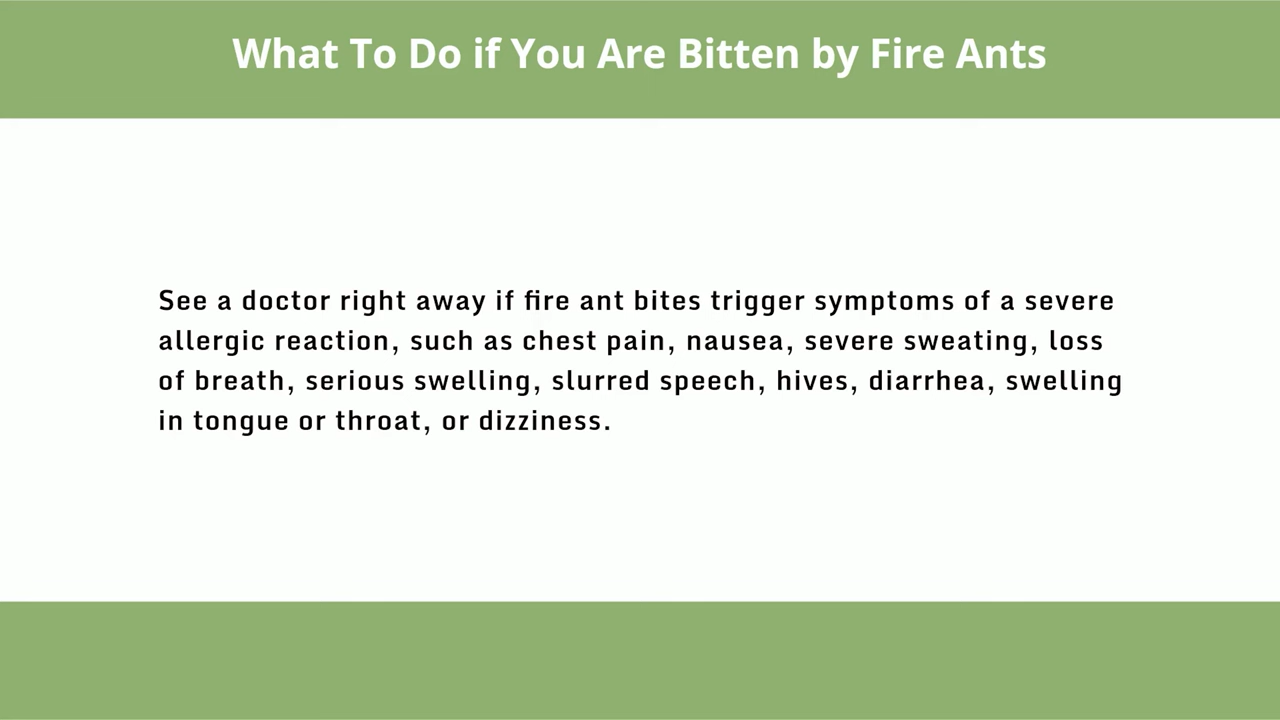 What To Do if You Are Bitten by Fire Ants
See a doctor right away if fire ant bites trigger symptoms of a severe
allergic reaction, such as chest pain, nausea, severe sweating, loss
of breath, serious swelling, slurred speech, hives, diarrhea, swelling
in tongue or throat, or dizziness.